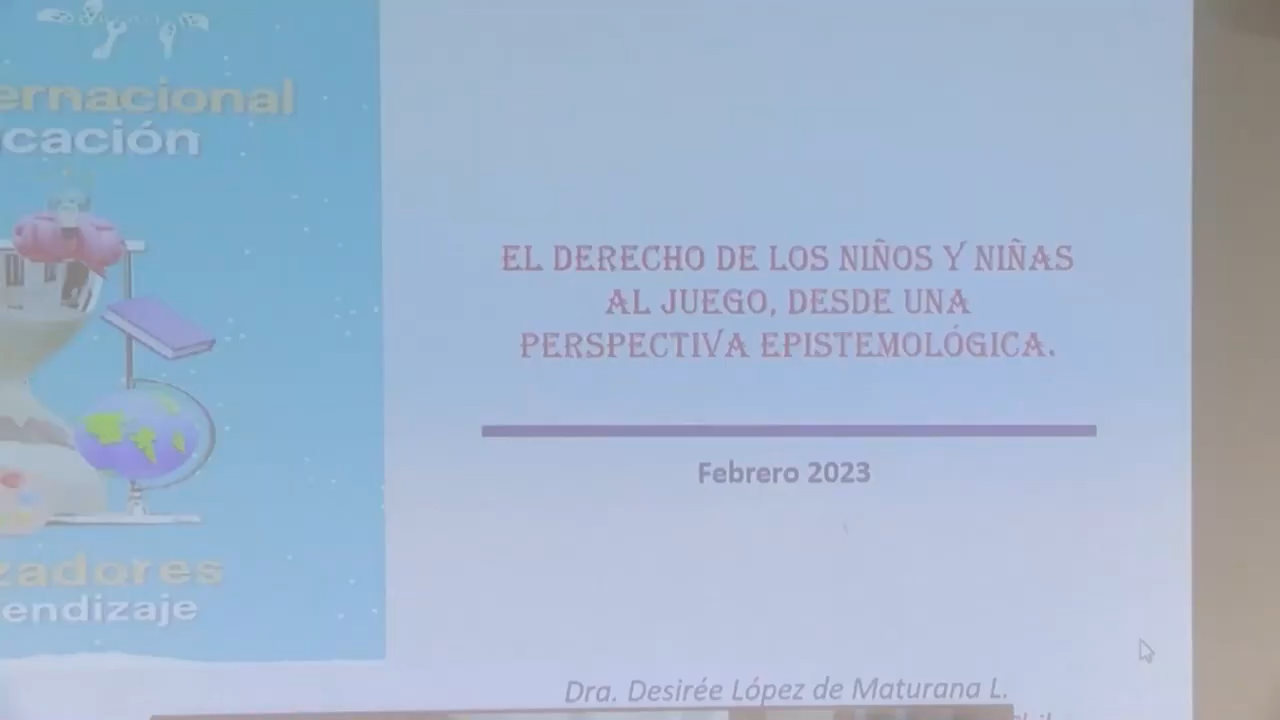 ernacional
cación
zadores
endizaje
EL DERECHO DE LOS NIÑOS Y NIÑAS
AL JUEGO, DESDE UNA
PERSPECTIVA EPISTEMOLÓGICA.
Febrero 2023
Dra. Desirée López de Maturana L.